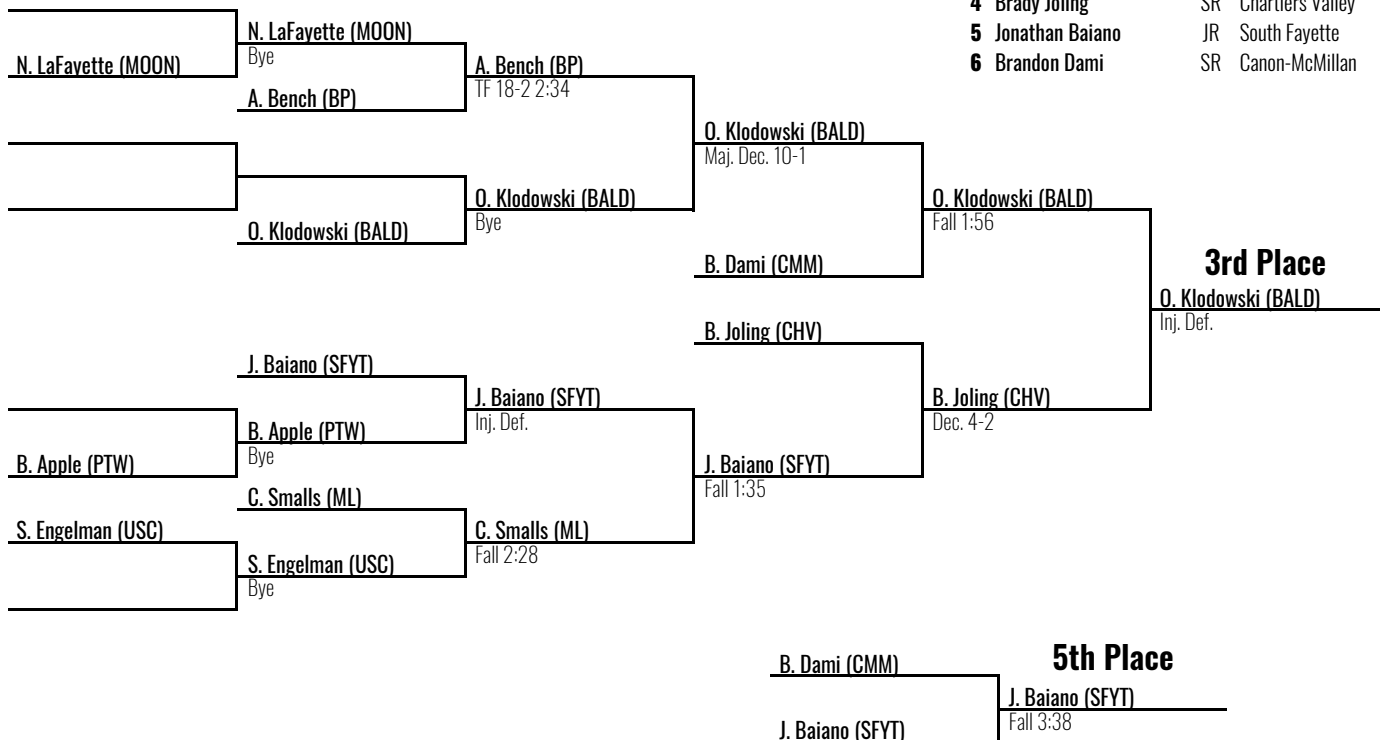 4 Brady Joling SR Chartiers Valley
5 Jonathan Baiano JR South Fayette
6 Brandon Dami SR Canon-McMillan
N. LaFayette (MOON)
N. LaFayette (MOON)
Bye
A. Bench (BP)
A. Bench (BP)
TF 18-2 2:34
O. Klodowski (BALD)
Maj. Dec. 10-1
O. Klodowski (BALD)
Bye
O. Klodowski (BALD)
O. Klodowski (BALD)
Fall 1:56
B. Dami (CMM)
3rd Place
O. Klodowski (BALD)
Inj. Def.
B. Joling (CHV)
J. Baiano (SFYT)
J. Baiano (SFYT)
Inj. Def.
B. Joling (CHV)
Dec. 4-2
B. Apple (PTW)
Bye
B. Apple (PTW)
J. Baiano (SFYT)
Fall 1:35
C. Smalls (ML)
S. Engelman (USC)
C. Smalls (ML)
Fall 2:28
S. Engelman (USC)
Bye
5th Place
B. Dami (CMM)
J. Baiano (SFYT)
Fall 3:38
J. Baiano (SFYT)